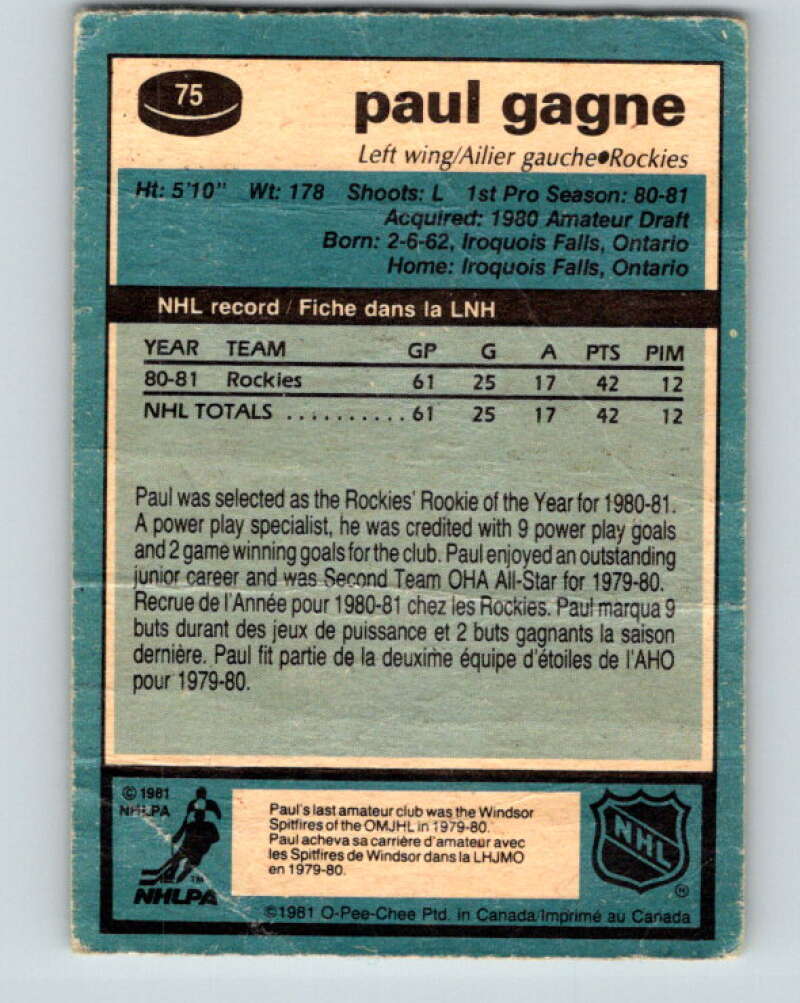 75
paul gagne
Left wing/Ailier gauche●Rockies
Ht: 5'10" Wt: 178 Shoots: L 1st Pro Season: 80-81
Acquired: 1980 Amateur Draft
Born: 2-6-62, Iroquois Falls, Ontario
Home: Iroquois Falls, Ontario
NHL record / Fiche dans la LNH
YEAR TEAM GP G A PTS PIM
80-81 Rockies 61 25 17 42 12
NHL TOTALS .......... 61 25 17 42 12
Paul was selected as the Rockies' Rookie of the Year for 1980-81.
A power play specialist, he was credited with 9 power play goals
and 2 game winning goals for the club. Paul enjoyed an outstanding
junior career and was Second Team OHA All-Star for 1979-80.
Recrue de l'Année pour 1980-81 chez les Rockies. Paul marqua 9
buts durant des jeux de puissance et 2 buts gagnants la saison
dernière. Paul fit partie de la deuxime équipe d'étoiles de l'AHO
pour 1979-80.
© 1981
NHLPA
TM
NHLPA
Paul's last amateur club was the Windsor
Spitfires of the OMJHL in 1979-80.
Paul acheva sa carrière d'amateur avec
les Spitfires de Windsor dans la LHJMO
en 1979-80.
NHL
®
©1981 O-Pee-Chee Ptd. in Canada/Imprimé au Canada